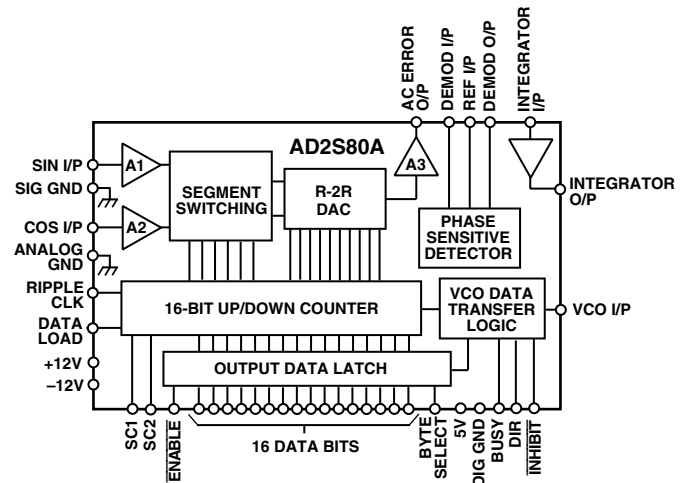 AC ERROR
O/P
DEMOD I/P
REF I/P
DEMOD O/P
INTEGRATOR
I/P
AD2S80A
SIN I/P
A1
SIG GND
SEGMENT
SWITCHING
R-2R
DAC
A3
INTEGRATOR
O/P
COS I/P
A2
PHASE
SENSITIVE
DETECTOR
ANALOG
GND
RIPPLE
CLK
16-BIT UP/DOWN COUNTER
VCO DATA
TRANSFER
LOGIC
VCO I/P
DATA
LOAD
+12V
–12V
OUTPUT DATA LATCH
SC1
SC2
ENABLE
16 DATA BITS
BYTE
SELECT
5V
DIG GND
BUSY
DIR
INHIBIT